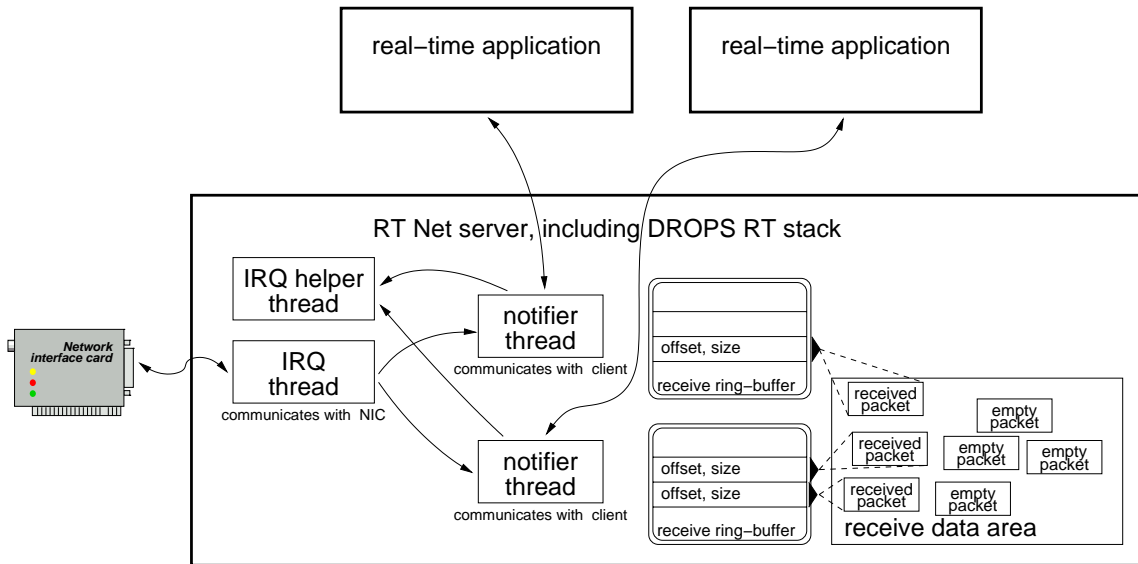 real−time application
real−time application
RT Net server, including DROPS RT stack
IRQ helper
thread
notifier
thread
communicates with client
Network
interface card
IRQ
thread
communicates with NIC
offset, size
receive ring−buffer
received
packet
empty
packet
notifier
thread
communicates with client
offset, size
offset, size
receive ring−buffer
received
packet
empty
packet
empty
packet
received
packet
empty
packet
receive data area